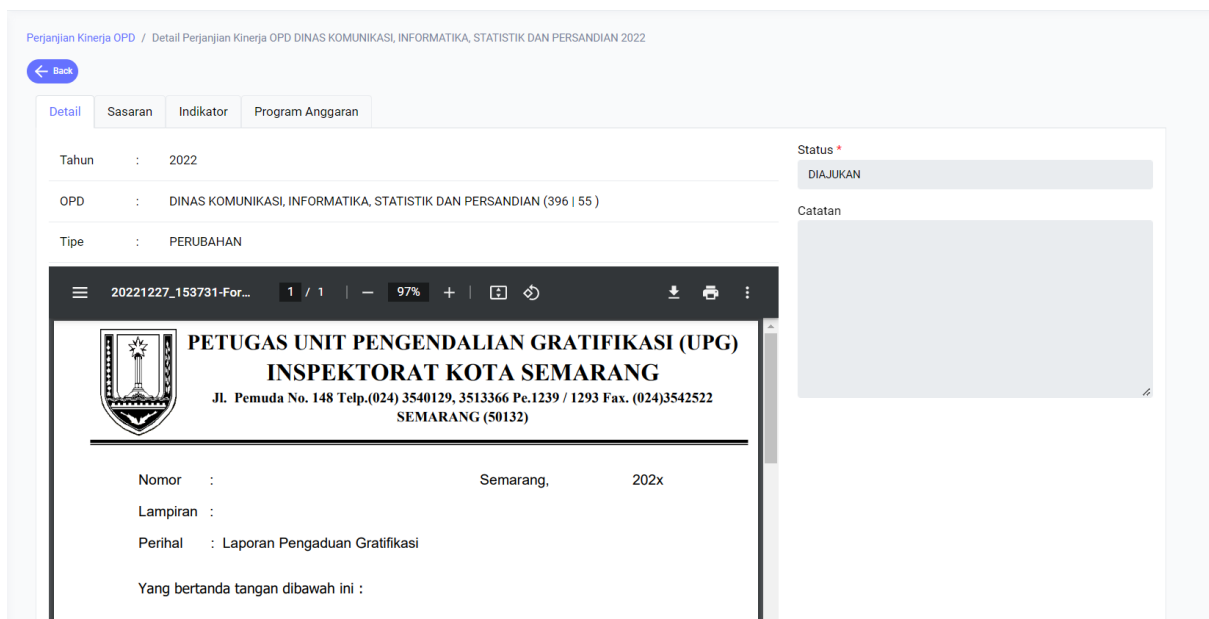 Perjanjian Kinerja OPD / Detail Perjanjian Kinerja OPD DINAS KOMUNIKASI, INFORMATIKA, STATISTIK DAN PERSANDIAN 2022
Back
Detail Sasaran Indikator Program Anggaran
Tahun : 2022
OPD : DINAS KOMUNIKASI, INFORMATIKA, STATISTIK DAN PERSANDIAN (396 | 55 )
Tipe : PERUBAHAN
Status *
DIAJUKAN
Catatan
20221227_153731-For... 1 / 1 97%
PETUGAS UNIT PENGENDALIAN GRATIFIKASI (UPG)
INSPEKTORAT KOTA SEMARANG
Jl. Pemuda No. 148 Telp.(024) 3540129, 3513366 Pe.1239 / 1293 Fax. (024)3542522
SEMARANG (50132)
Nomor : Semarang, 202x
Lampiran :
Perihal : Laporan Pengaduan Gratifikasi
Yang bertanda tangan dibawah ini :